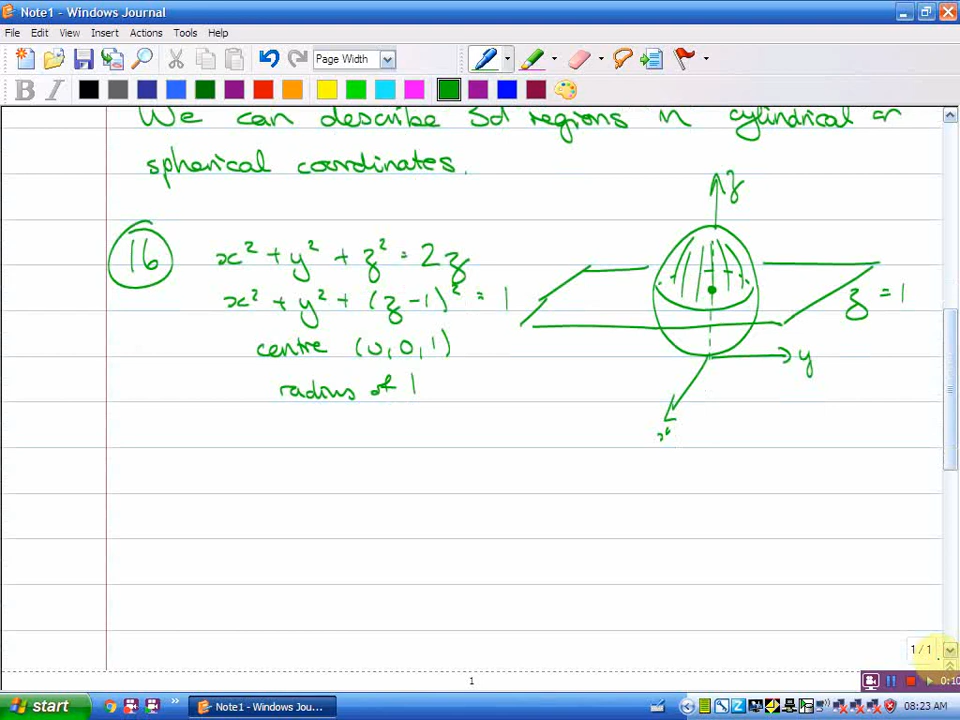 Note1 - Windows Journal
File Edit View Insert Actions Tools Help
Page Width
B I
We can describe 3d regions in cylindrical or
spherical coordinates.
z
16 x² + y² + z² = 2z
x² + y² + (z-1)² = 1
z = 1
centre (0,0,1)
y
radius of 1
x
1 / 1
1
0:10
start
Note1 - Windows Jou...
08:23 AM